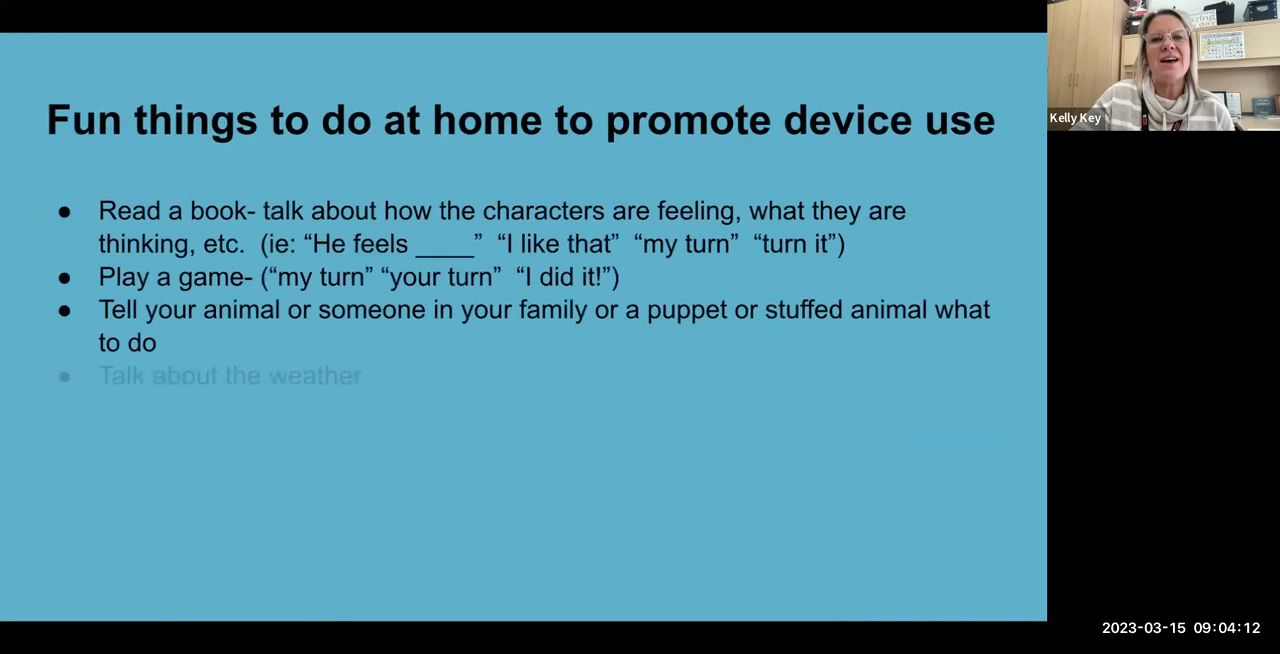 Fun things to do at home to promote device use
● Read a book- talk about how the characters are feeling, what they are
thinking, etc.  (ie: “He feels ____”  “I like that”  “my turn”  “turn it”)
● Play a game- (“my turn” “your turn”  “I did it!”)
● Tell your animal or someone in your family or a puppet or stuffed animal what
to do
● Talk about the weather
Kelly Key
2023-03-15 09:04:12